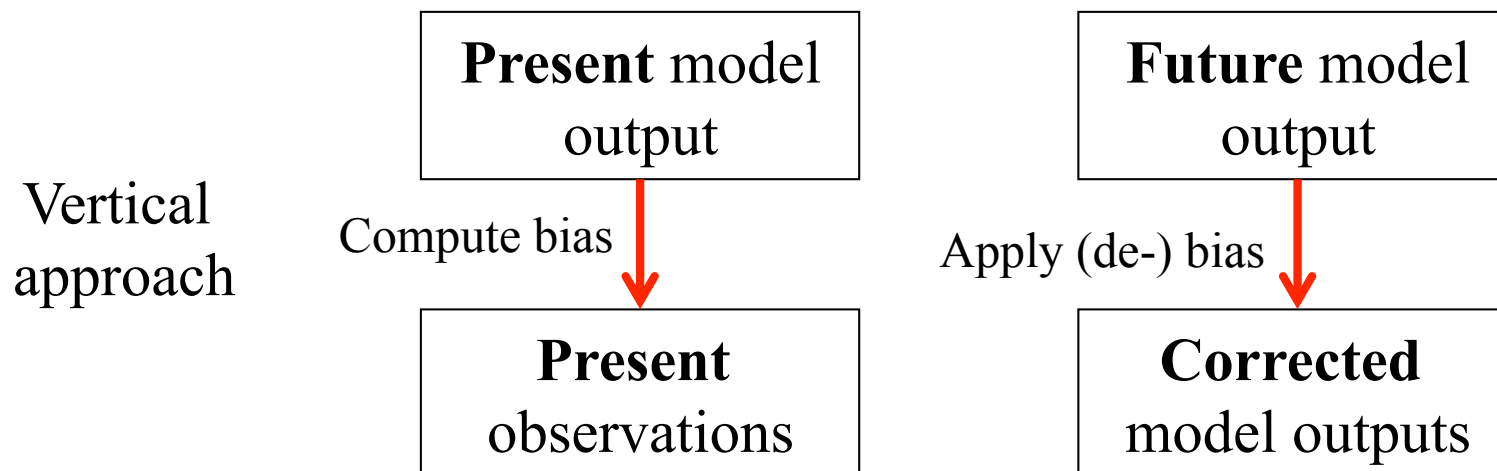 Present model
output
Future model
output
Vertical
approach
Compute bias
Apply (de-) bias
Present
observations
Corrected
model outputs